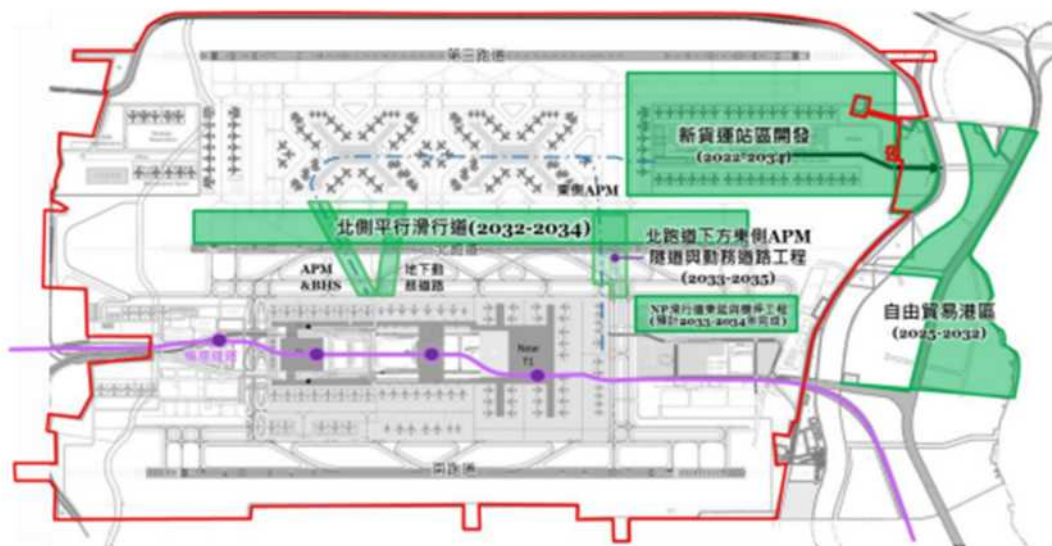 第三跑道
新貨運站區開發
(2022-2034)
東側APM
北側平行滑行道(2032-2034)
北跑道
北跑道下方東側APM
隧道與勤務道路工程
(2033-2035)
APM
&BHS
地下勤
務道路
NP滑行道東延與機坪工程
(預計2033-2034年完成)
自由貿易港區
(2025-2032)
New
T1
南跑道